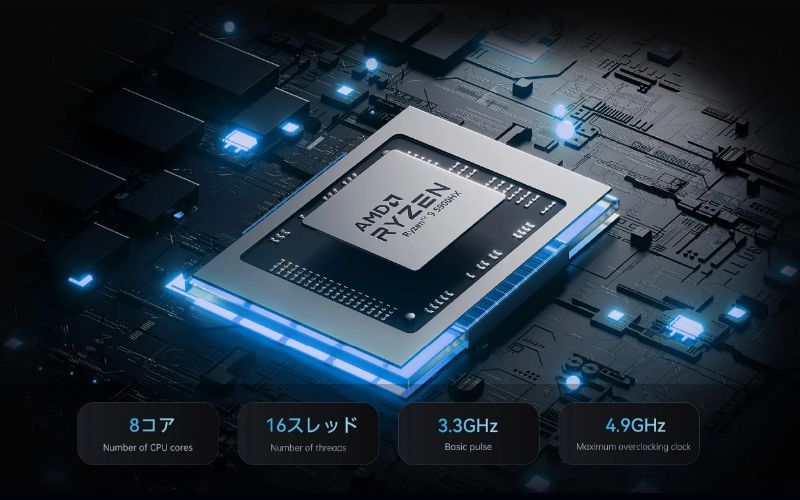 AMD
RYZEN
Ryzen™ 9 5900HX
8コア
Number of CPU cores
16スレッド
Number of threads
3.3GHz
Basic pulse
4.9GHz
Maximum overclocking clock